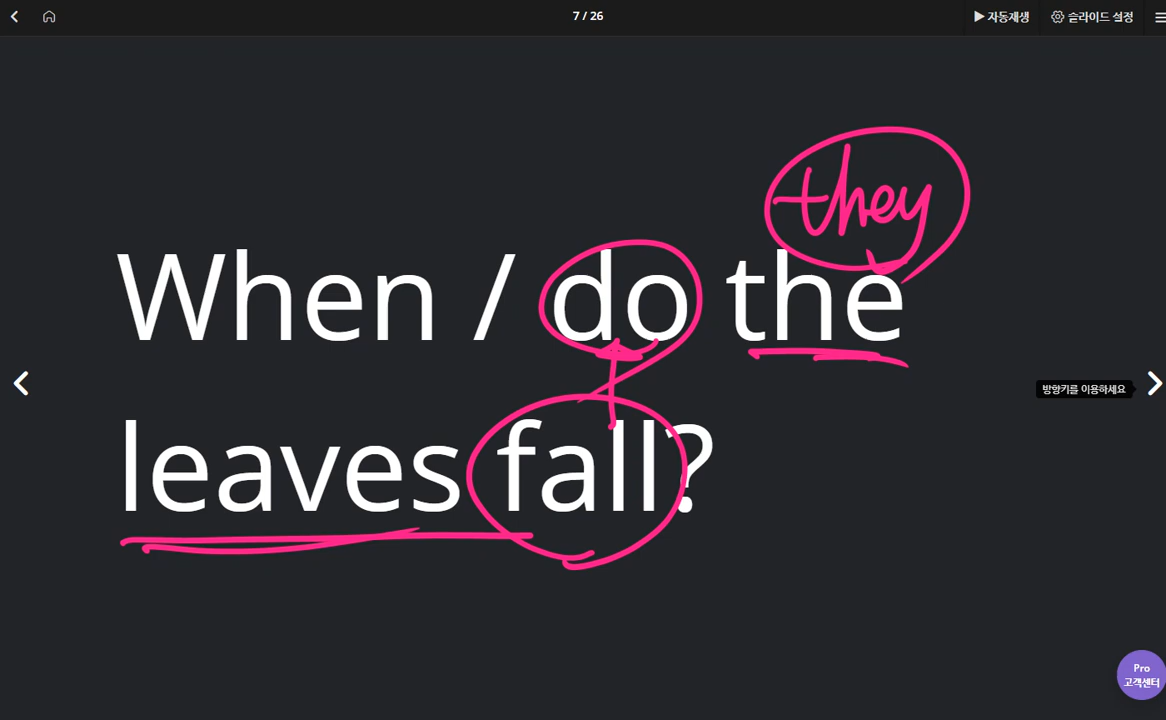 7 / 26
▶ 자동재생
슬라이드 설정
they
When / do the
방향키를 이용하세요
leaves fall?
Pro
고객센터